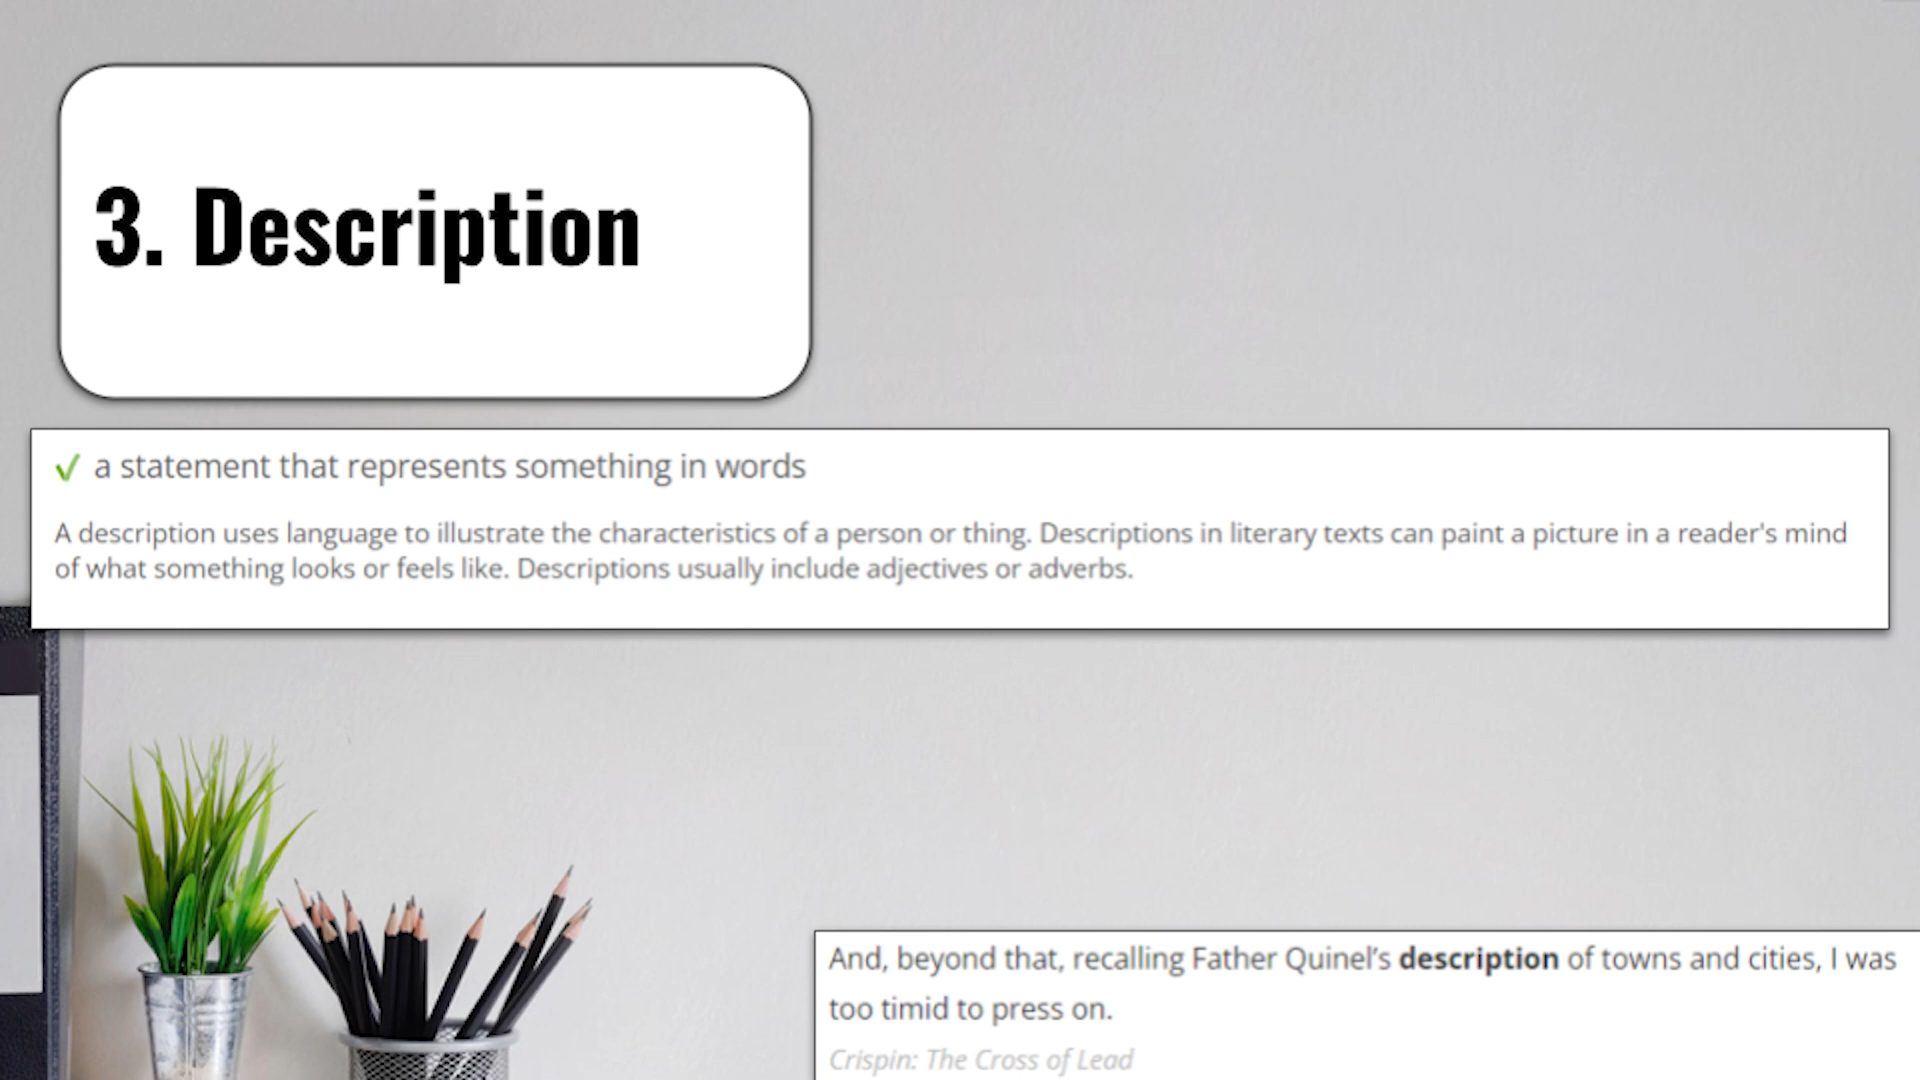 3. Description
a statement that represents something in words
A description uses language to illustrate the characteristics of a person or thing. Descriptions in literary texts can paint a picture in a reader's mind
of what something looks or feels like. Descriptions usually include adjectives or adverbs.
And, beyond that, recalling Father Quinel’s description of towns and cities, I was
too timid to press on.
Crispin: The Cross of Lead